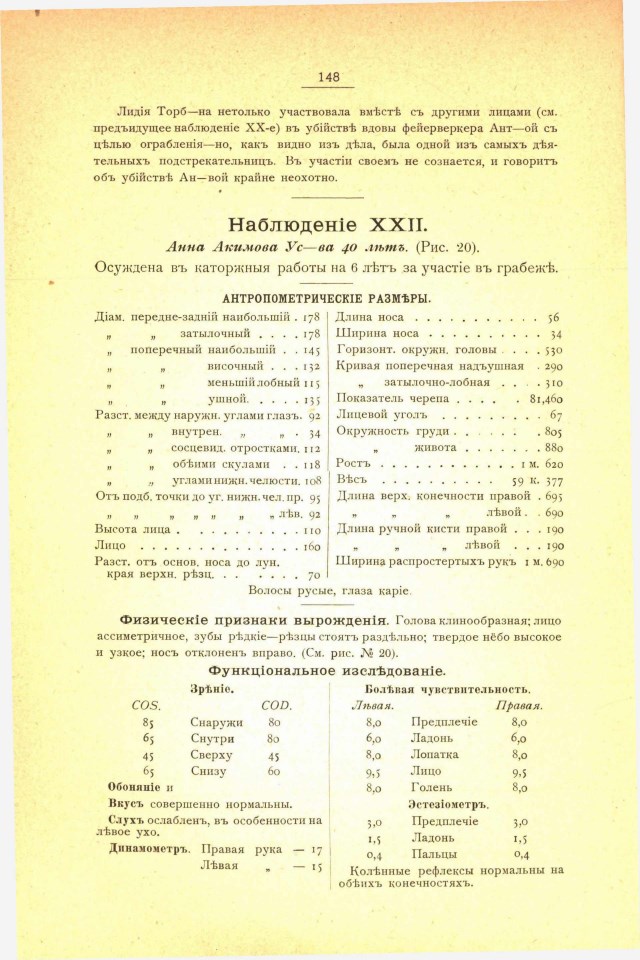 148
Лидія Торб—на нетолько участвовала вмѣстѣ съ другими лицами (см.
предъидущее наблюденіе XX-е) въ убійствѣ вдовы фейерверкера Ант—ой съ
цѣлью ограбленія—но, какъ видно изъ дѣла, была одной изъ самыхъ дѣя-
тельныхъ подстрекательницъ. Въ участіи своемъ не сознается, и говоритъ
объ убійствѣ Ан—вой крайне неохотно.
Наблюденіе XXII.
Анна Акимова Ус—ва 40 лѣтъ. (Рис. 20).
Осуждена въ каторжныя работы на 6 лѣтъ за участіе въ грабежѣ.
АНТРОПОМЕТРИЧЕСКІЕ РАЗМѢРЫ.
Діам. передне-задній наибольшій . 178
„ „ затылочный . . . . 178
„ поперечный наибольшій . . 145
„ „ височный . . . 132
„ „ меньшій лобный 115
„ „ ушной. . . . . 135
Разст. между наружн. углами глазъ. 92
„ „ внутрен. „ „ . 34
„ „ сосцевид. отростками. 112
„ „ обѣими скулами . . 118
„ „ углами нижн. челюсти. 108
Отъ подб. точки до уг. нижн. чел. пр. 95
„ „ „ „ „ „ „ лѣв. 92
Высота лица . . . . . . . . . . 110
Лицо . . . . . . . . . . . . . 160
Разст. отъ основ. носа до лун.
края верхн. рѣзц. . . . . . . 70
Длина носа . . . . . . . . . . . 56
Ширина носа . . . . . . . . . . 34
Горизонт. окружн. головы . . . . 530
Кривая поперечная надъушная . 290
„ затылочно-лобная . . . . 310
Показатель черепа . . . . . 81,460
Лицевой уголъ . . . . . . . . 67
Окружность груди . . . . . . . 805
„ живота . . . . . . . 880
Ростъ . . . . . . . . . . . . 1 м. 620
Вѣсъ . . . . . . . . . . 59 к. 377
Длина верх. конечности правой . 695
„ „ „ лѣвой . . 690
Длина ручной кисти правой . . . 190
„ „ „ лѣвой . . . 190
Ширина распростертыхъ рукъ 1 м. 690
Волосы русые, глаза каріе.
Физическіе признаки вырожденія. Голова клинообразная; лицо
ассиметричное, зубы рѣдкіе—рѣзцы стоятъ раздельно; твердое нёбо высокое
и узкое; носъ отклоненъ вправо. (См. рис. № 20).
Функціональное изслѣдованіе.
Зрѣніе.
COS. COD.
85 Снаружи 80
65 Снутри 80
45 Сверху 45
65 Снизу 60
Обоняніе и
Вкусъ совершенно нормальны.
Слухъ ослабленъ, въ особенности на
лѣвое ухо.
Динамометръ. Правая рука — 17
Лѣвая „ — 15
Болѣвая чувствительность.
Лѣвая. Правая.
8,0 Предплечіе 8,0
6,0 Ладонь 6,0
8,0 Лопатка 8,0
9,5 Лицо 9,5
8,0 Голень 8,0
Эстезіометръ.
3,0 Предплечіе 3,0
1,5 Ладонь 1,5
0,4 Пальцы 0,4
Колѣнные рефлексы нормальны на
обѣихъ конечностяхъ.